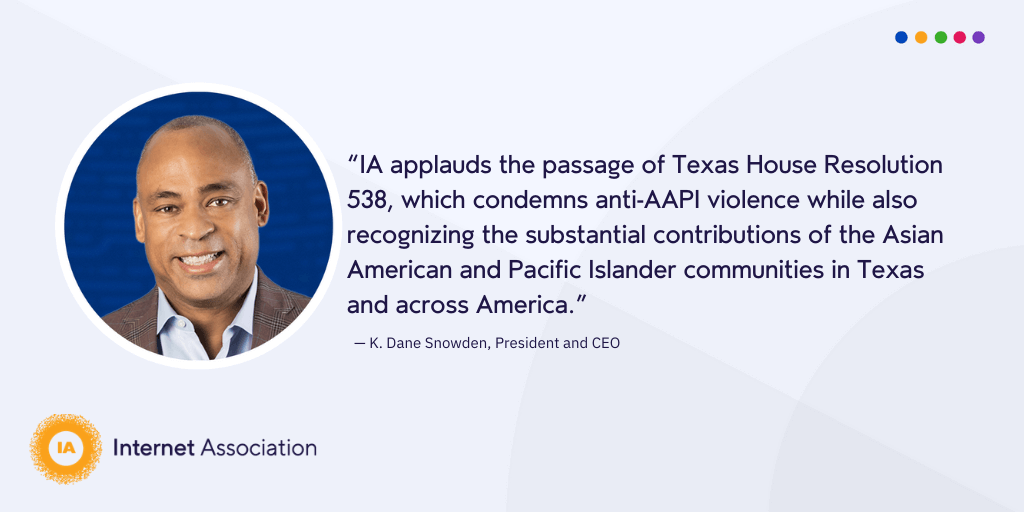 “IA applauds the passage of Texas House Resolution
538, which condemns anti-AAPI violence while also
recognizing the substantial contributions of the Asian
American and Pacific Islander communities in Texas
and across America.”
— K. Dane Snowden, President and CEO
IA
Internet Association